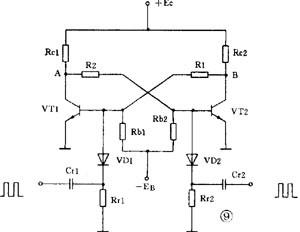 +Ec
Rc1
Rc2
A
R2
R1
B
VT1
Rb1
Rb2
VT2
VD1
-EB
VD2
Cr1
Cr2
Rr1
Rr2
⑨